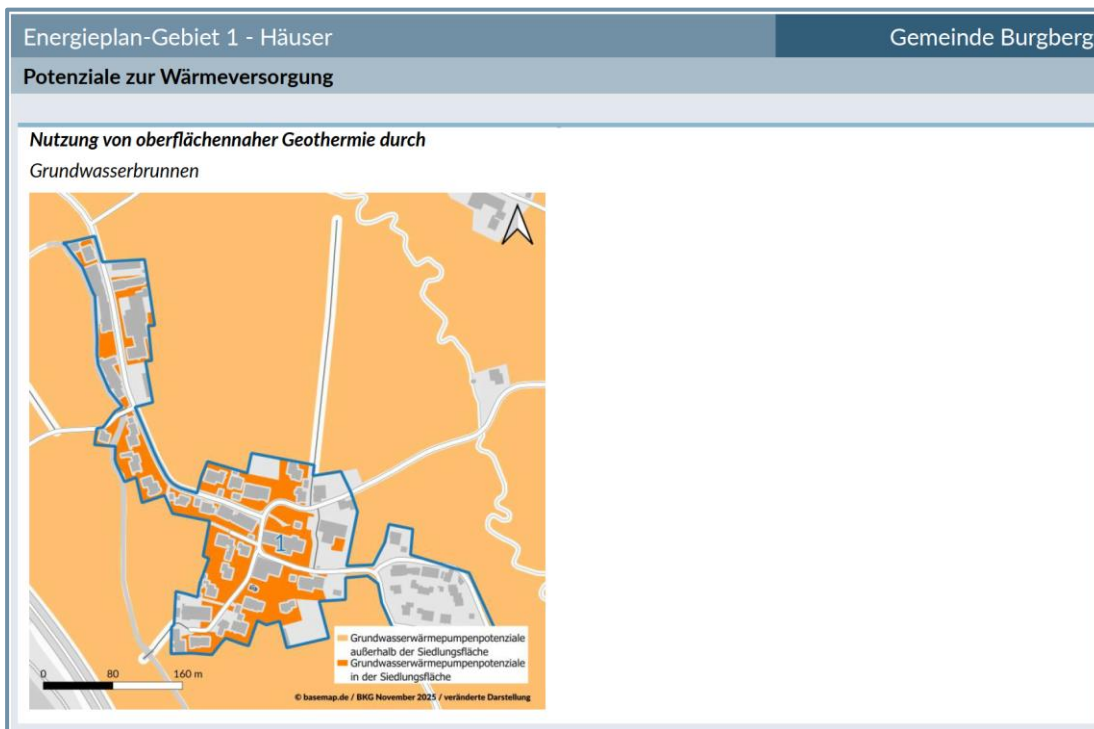 Energieplan-Gebiet 1 - Häuser
Gemeinde Burgberg
Potenziale zur Wärmeversorgung
Nutzung von oberflächennaher Geothermie durch
Grundwasserbrunnen
1
Grundwasserwärmepumpenpotenziale
außerhalb der Siedlungsfläche
Grundwasserwärmepumpenpotenziale
in der Siedlungsfläche
0 80 160 m
© basemap.de / BKG November 2025 / veränderte Darstellung